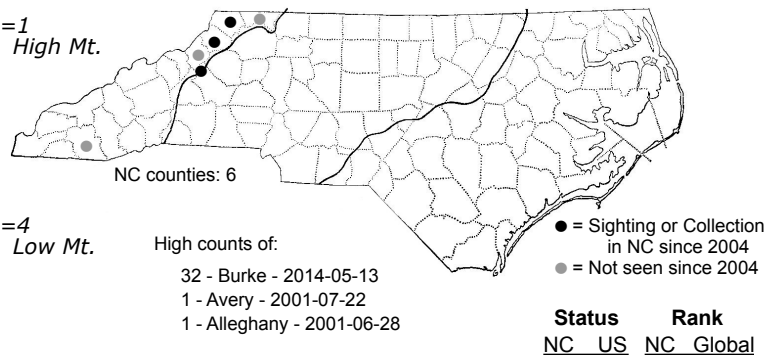 =1
High Mt.
NC counties: 6
=4
Low Mt.
High counts of:
32 - Burke - 2014-05-13
1 - Avery - 2001-07-22
1 - Alleghany - 2001-06-28
● = Sighting or Collection
in NC since 2004
● = Not seen since 2004
Status Rank
NC US NC Global